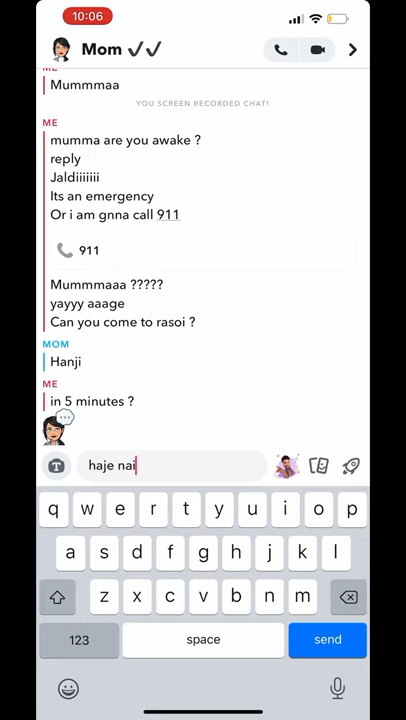 10:06
Mom ✓✓
ME
Mummmaa
YOU SCREEN RECORDED CHAT!
ME
mumma are you awake ?
reply
Jaldiiiiiii
Its an emergency
Or i am gnna call 911
911
Mummmaaa ?????
yayyy aaage
Can you come to rasoi ?
MOM
Hanji
ME
in 5 minutes ?
T
haje nai
q w e r t y u i o p
a s d f g h j k l
z x c v b n m
123 space send